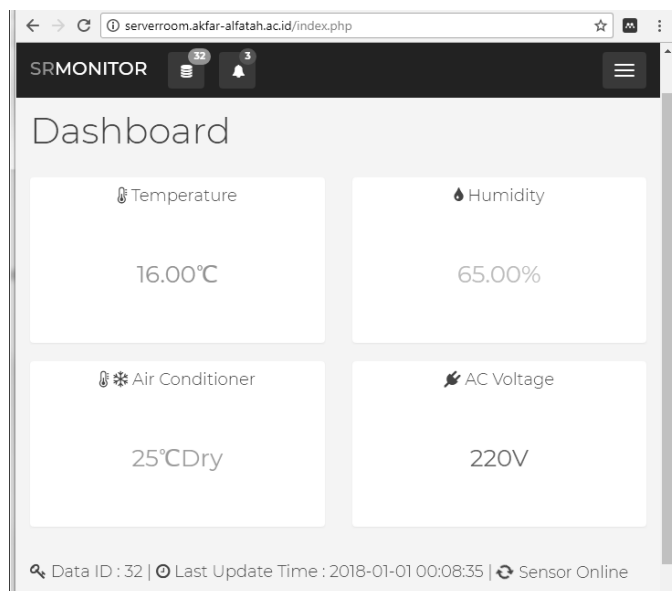 serverroom.akfar-alfatah.ac.id/index.php
SRMONITOR 32 3
Dashboard
Temperature
Humidity
16.00℃
65.00%
Air Conditioner
AC Voltage
25℃Dry
220V
Data ID : 32 | Last Update Time : 2018-01-01 00:08:35 | Sensor Online